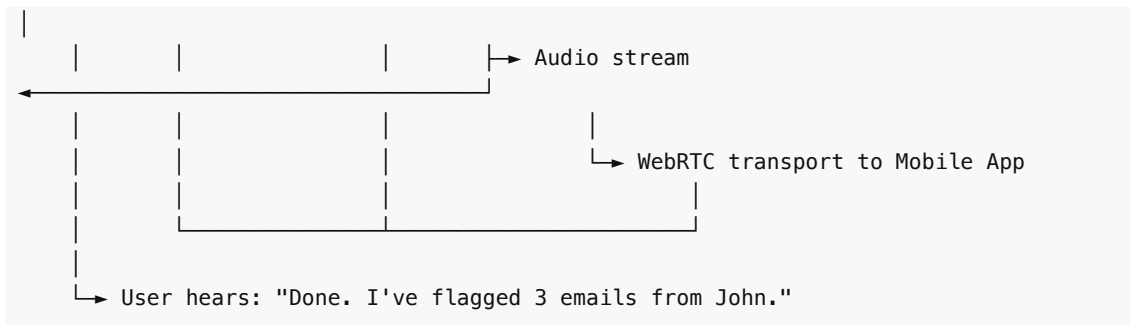 Audio stream
WebRTC transport to Mobile App
User hears: "Done. I've flagged 3 emails from John."